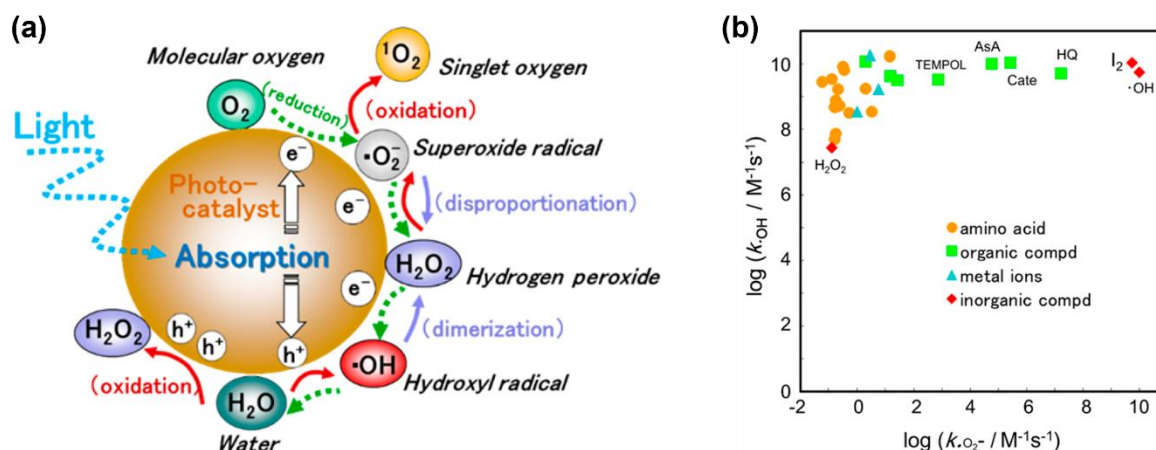 (a)
Molecular oxygen
¹O₂
Singlet oxygen
O₂
(reduction)
(oxidation)
Light
·O₂⁻
Superoxide radical
e⁻
Photo-
catalyst
e⁻
(disproportionation)
Absorption
H₂O₂
Hydrogen peroxide
e⁻
(dimerization)
H₂O₂
h⁺
h⁺
h⁺
(oxidation)
·OH
Hydroxyl radical
H₂O
Water
(b)
log (k·OH / M⁻¹s⁻¹)
12
10
8
6
4
2
0
AsA
TEMPOL
Cate
HQ
I₂
·OH
H₂O₂
amino acid
organic compd
metal ions
inorganic compd
-2 0 2 4 6 8 10
log (k·O₂- / M⁻¹s⁻¹)